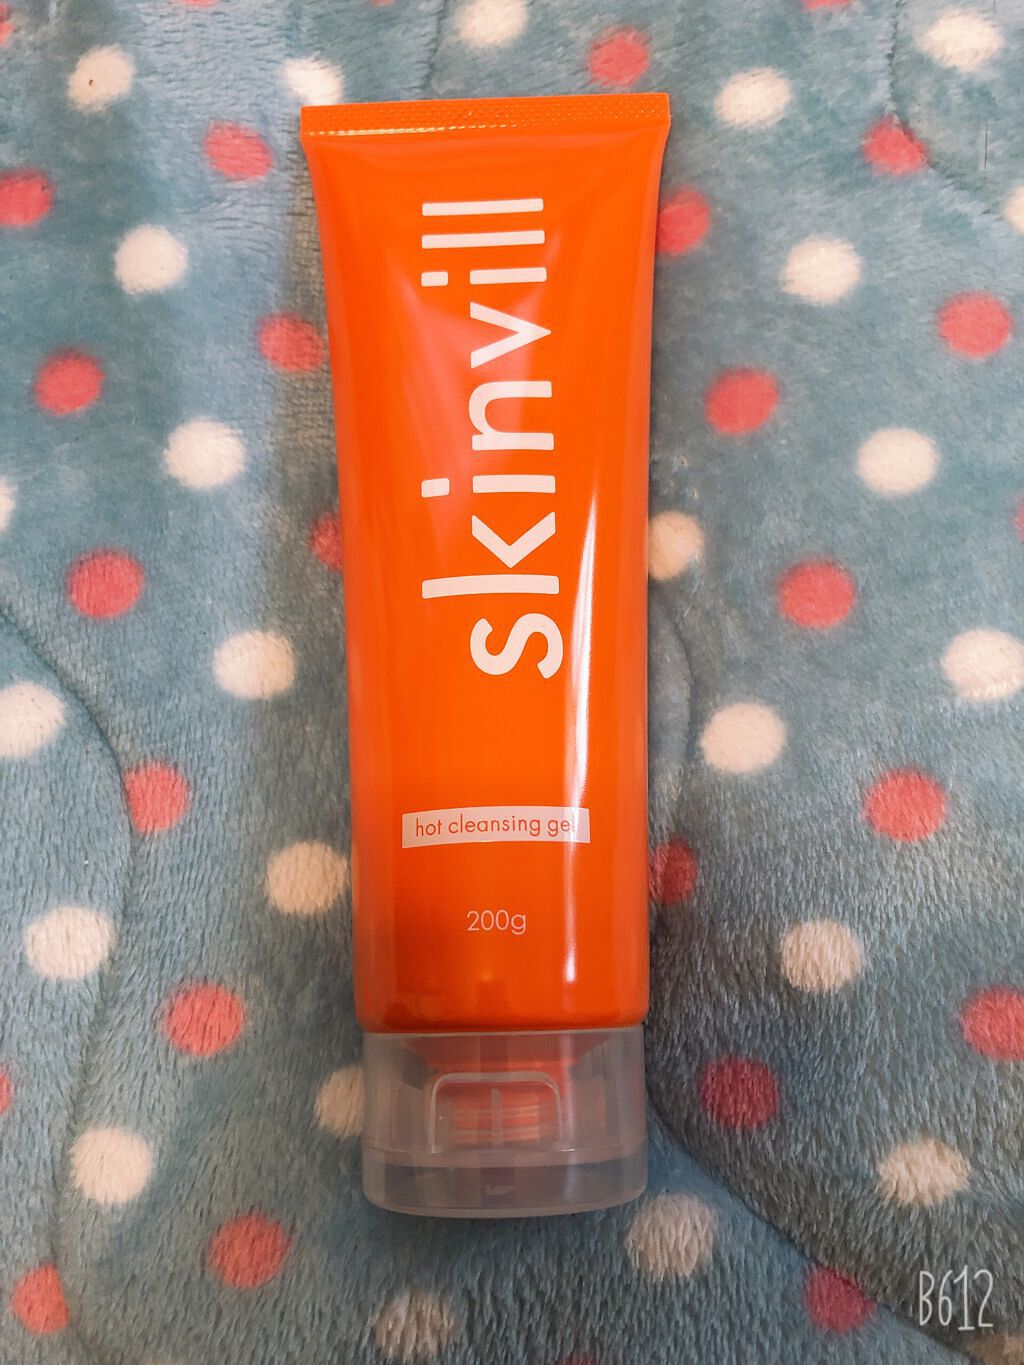 skinvill
hot cleansing gel
200g
B612